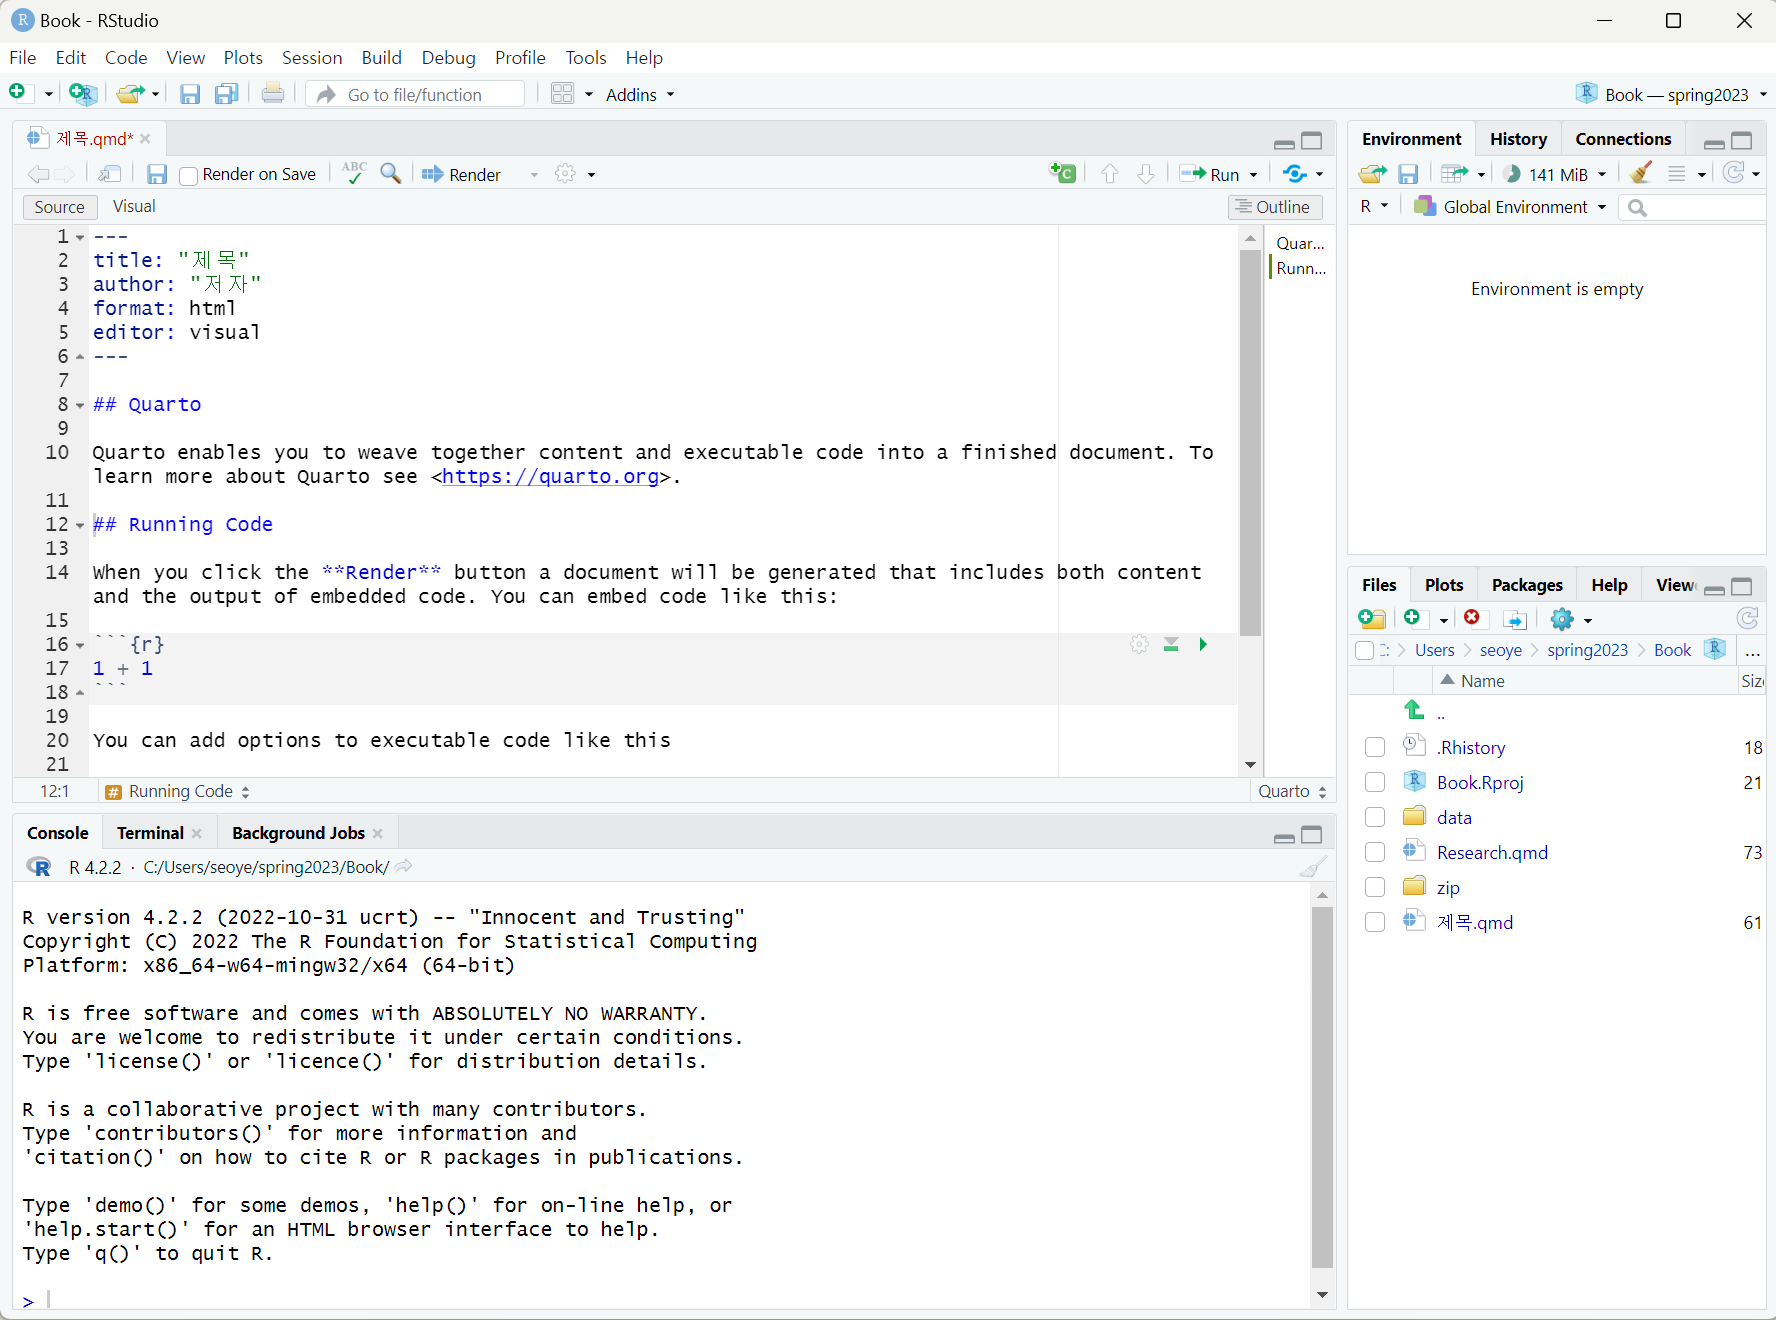 Book - RStudio
File Edit Code View Plots Session Build Debug Profile Tools Help
Go to file/function
Addins
Book — spring2023
제목.qmd*
Render on Save
ABC
Render
Run
Source Visual
Outline
1 ---
2 title: "제목"
3 author: "저자"
4 format: html
5 editor: visual
6 ---
7
8 ## Quarto
9
10 Quarto enables you to weave together content and executable code into a finished document. To
learn more about Quarto see <https://quarto.org>.
11
12 ## Running Code
13
14 When you click the **Render** button a document will be generated that includes both content
and the output of embedded code. You can embed code like this:
15
16 ```{r}
17 1 + 1
18 ```
19
20 You can add options to executable code like this
21
Quar...
Runn...
12:1 # Running Code
Quarto
Console Terminal Background Jobs
R 4.2.2 · C:/Users/seoye/spring2023/Book/
R version 4.2.2 (2022-10-31 ucrt) -- "Innocent and Trusting"
Copyright (C) 2022 The R Foundation for Statistical Computing
Platform: x86_64-w64-mingw32/x64 (64-bit)
R is free software and comes with ABSOLUTELY NO WARRANTY.
You are welcome to redistribute it under certain conditions.
Type 'license()' or 'licence()' for distribution details.
R is a collaborative project with many contributors.
Type 'contributors()' for more information and
'citation()' on how to cite R or R packages in publications.
Type 'demo()' for some demos, 'help()' for on-line help, or
'help.start()' for an HTML browser interface to help.
Type 'q()' to quit R.
>
Environment History Connections
141 MiB
R Global Environment
Environment is empty
Files Plots Packages Help View
C: Users seoye spring2023 Book ...
Name Siz
..
.Rhistory 18
Book.Rproj 21
data
Research.qmd 73
zip
제목.qmd 61